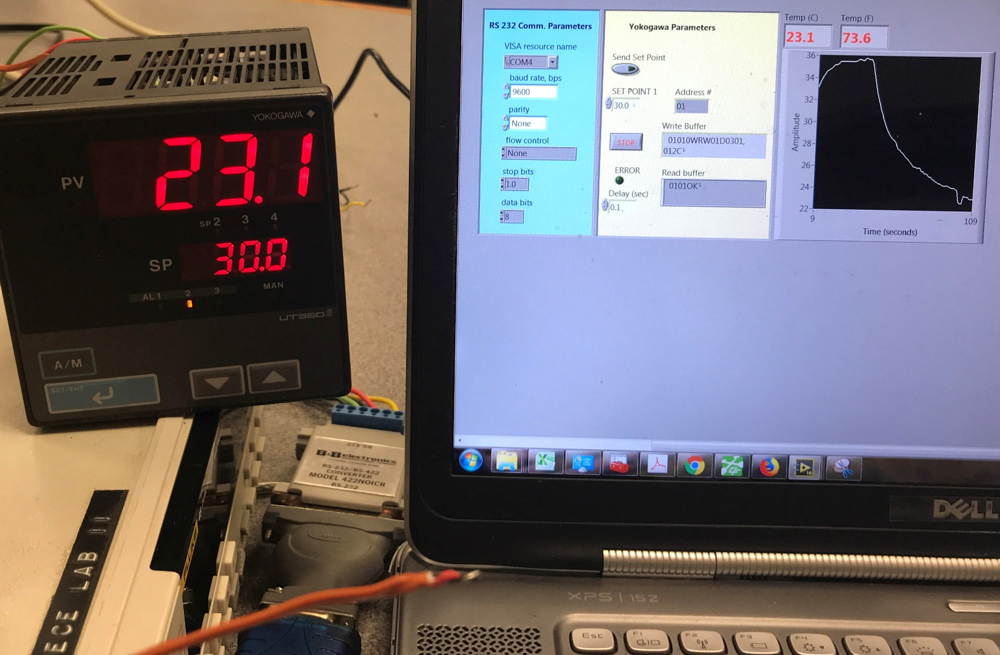 YOKOGAWA
PV
23.1
SP 2 3 4
SP
30.0
AL 1 2 3
MAN
UT350E
A/M
SET/ENT
RS-422
B&B electronics
RS-232/RS-422
CONVERTER
MODEL 422NOICR
RS-232
ECE LAB
RS 232 Comm. Parameters
VISA resource name
COM4
baud rate, bps
9600
parity
None
flow control
None
stop bits
1.0
data bits
8
Yokogawa Parameters
Send Set Point
SET POINT 1
30.0
Address #
01
STOP
Write Buffer
01010WRW01D0301,
012C
ERROR
Read buffer
0101OK
Delay (sec)
0.1
Temp (C)
23.1
Temp (F)
73.6
Amplitude
36
34
32
30
28
26
24
22
9
109
Time (seconds)
DELL
XPS | 15Z
Esc
F1
F2
F3
F4
F5
F6
F7